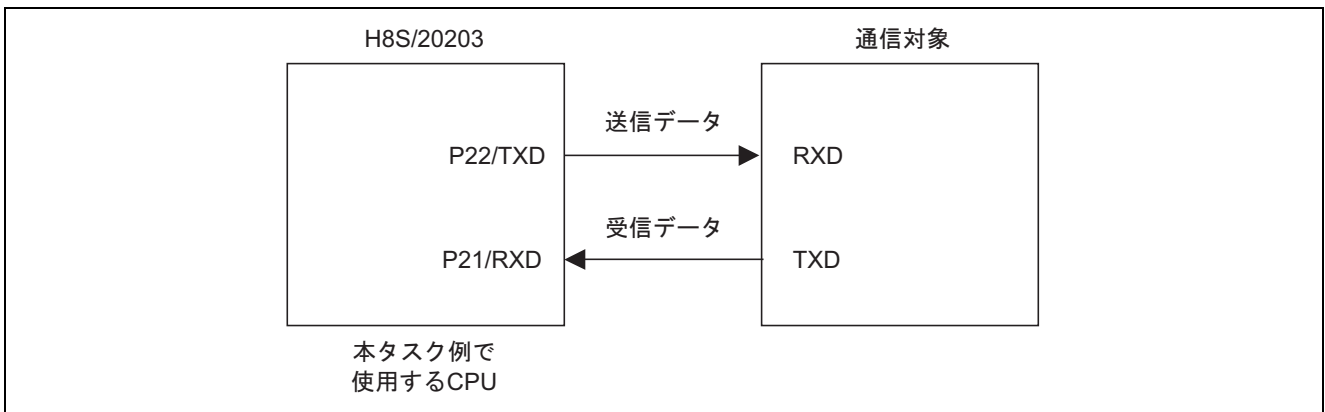 H8S/20203
通信対象
送信データ
P22/TXD
RXD
受信データ
P21/RXD
TXD
本タスク例で
使用するCPU